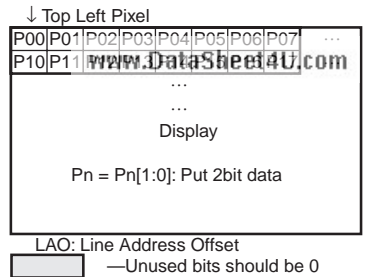 ↓ Top Left Pixel
P00 P01 P02 P03 P04 P05 P06 P07 ...
P10 P11 www.DataSheet4U.com
...
...
Display
Pn = Pn[1:0]: Put 2bit data
LAO: Line Address Offset
—Unused bits should be 0